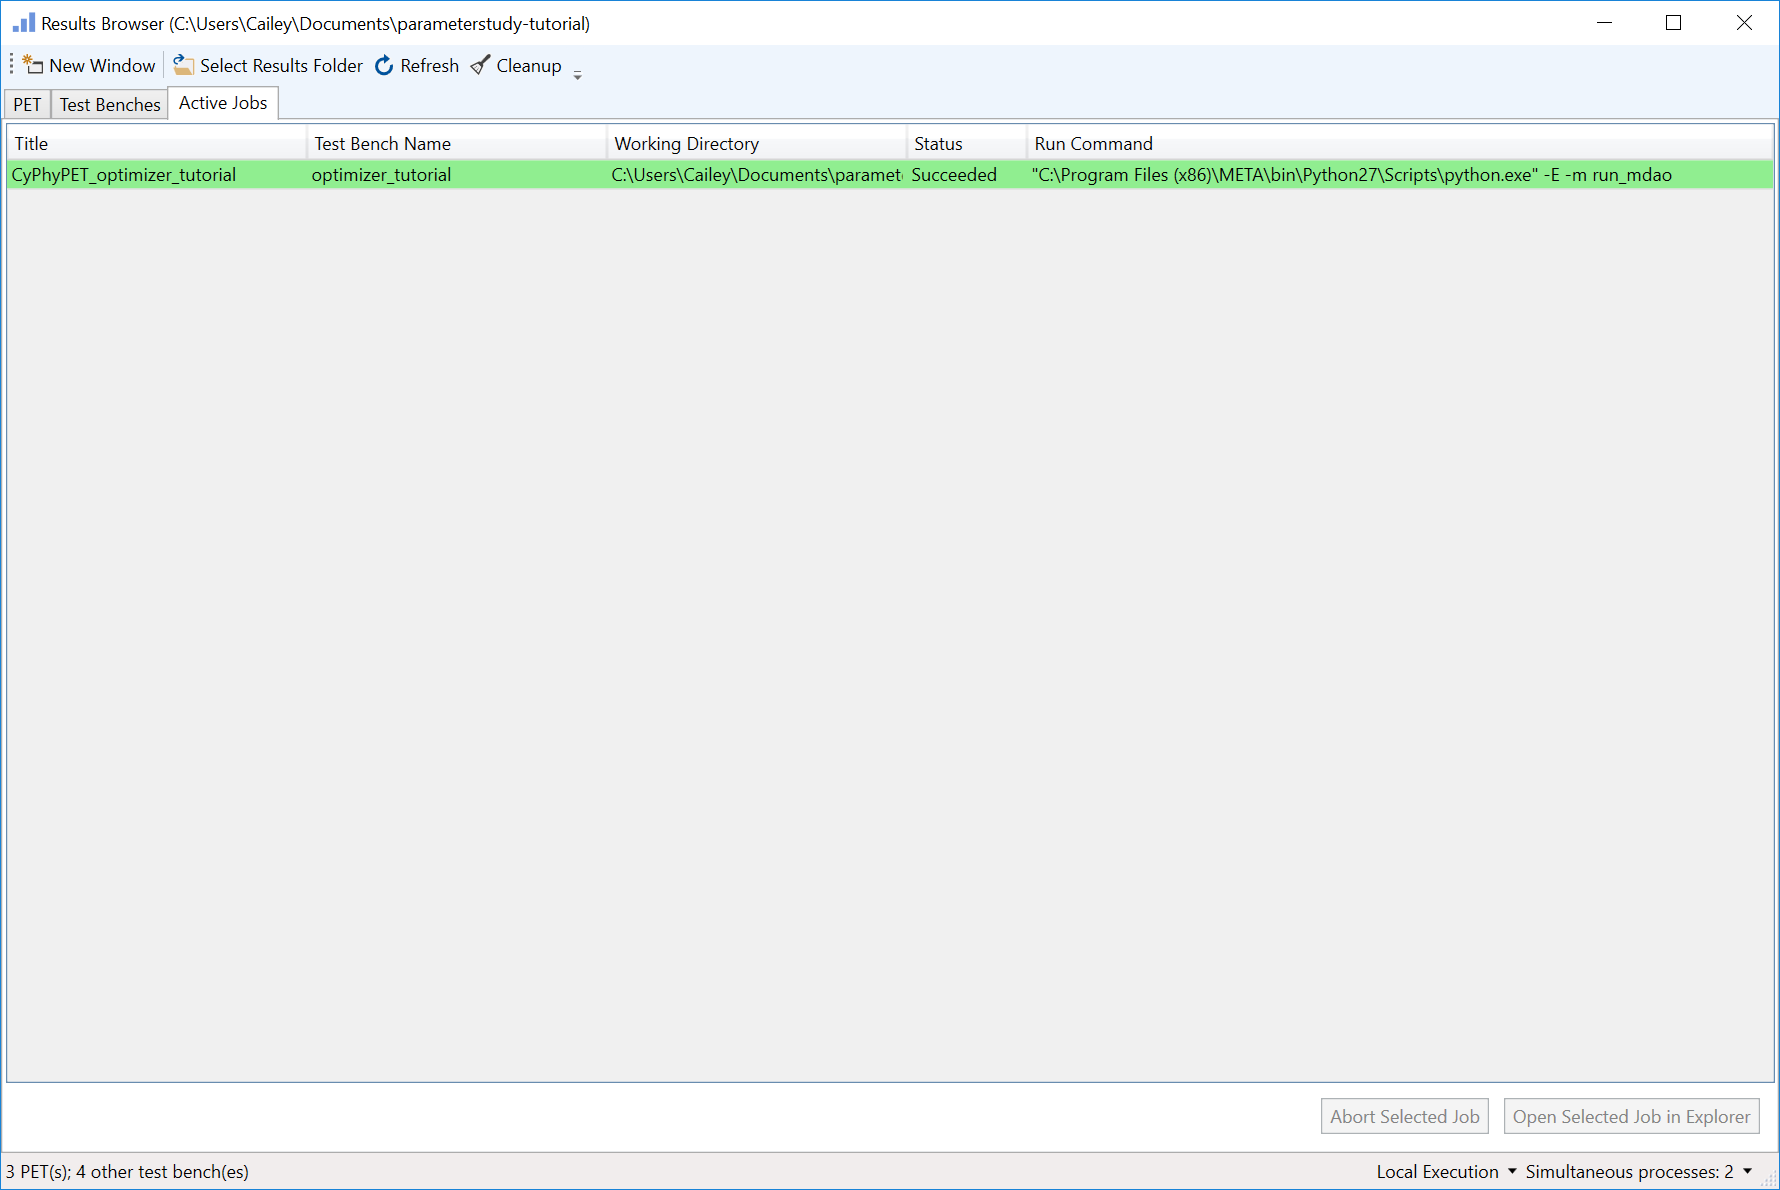 Results Browser (C:\Users\Cailey\Documents\parameterstudy-tutorial)
New Window Select Results Folder Refresh Cleanup
PET Test Benches Active Jobs
Title Test Bench Name Working Directory Status Run Command
CyPhyPET_optimizer_tutorial optimizer_tutorial C:\Users\Cailey\Documents\paramet Succeeded "C:\Program Files (x86)\META\bin\Python27\Scripts\python.exe" -E -m run_mdao
Abort Selected Job Open Selected Job in Explorer
3 PET(s); 4 other test bench(es) Local Execution Simultaneous processes: 2